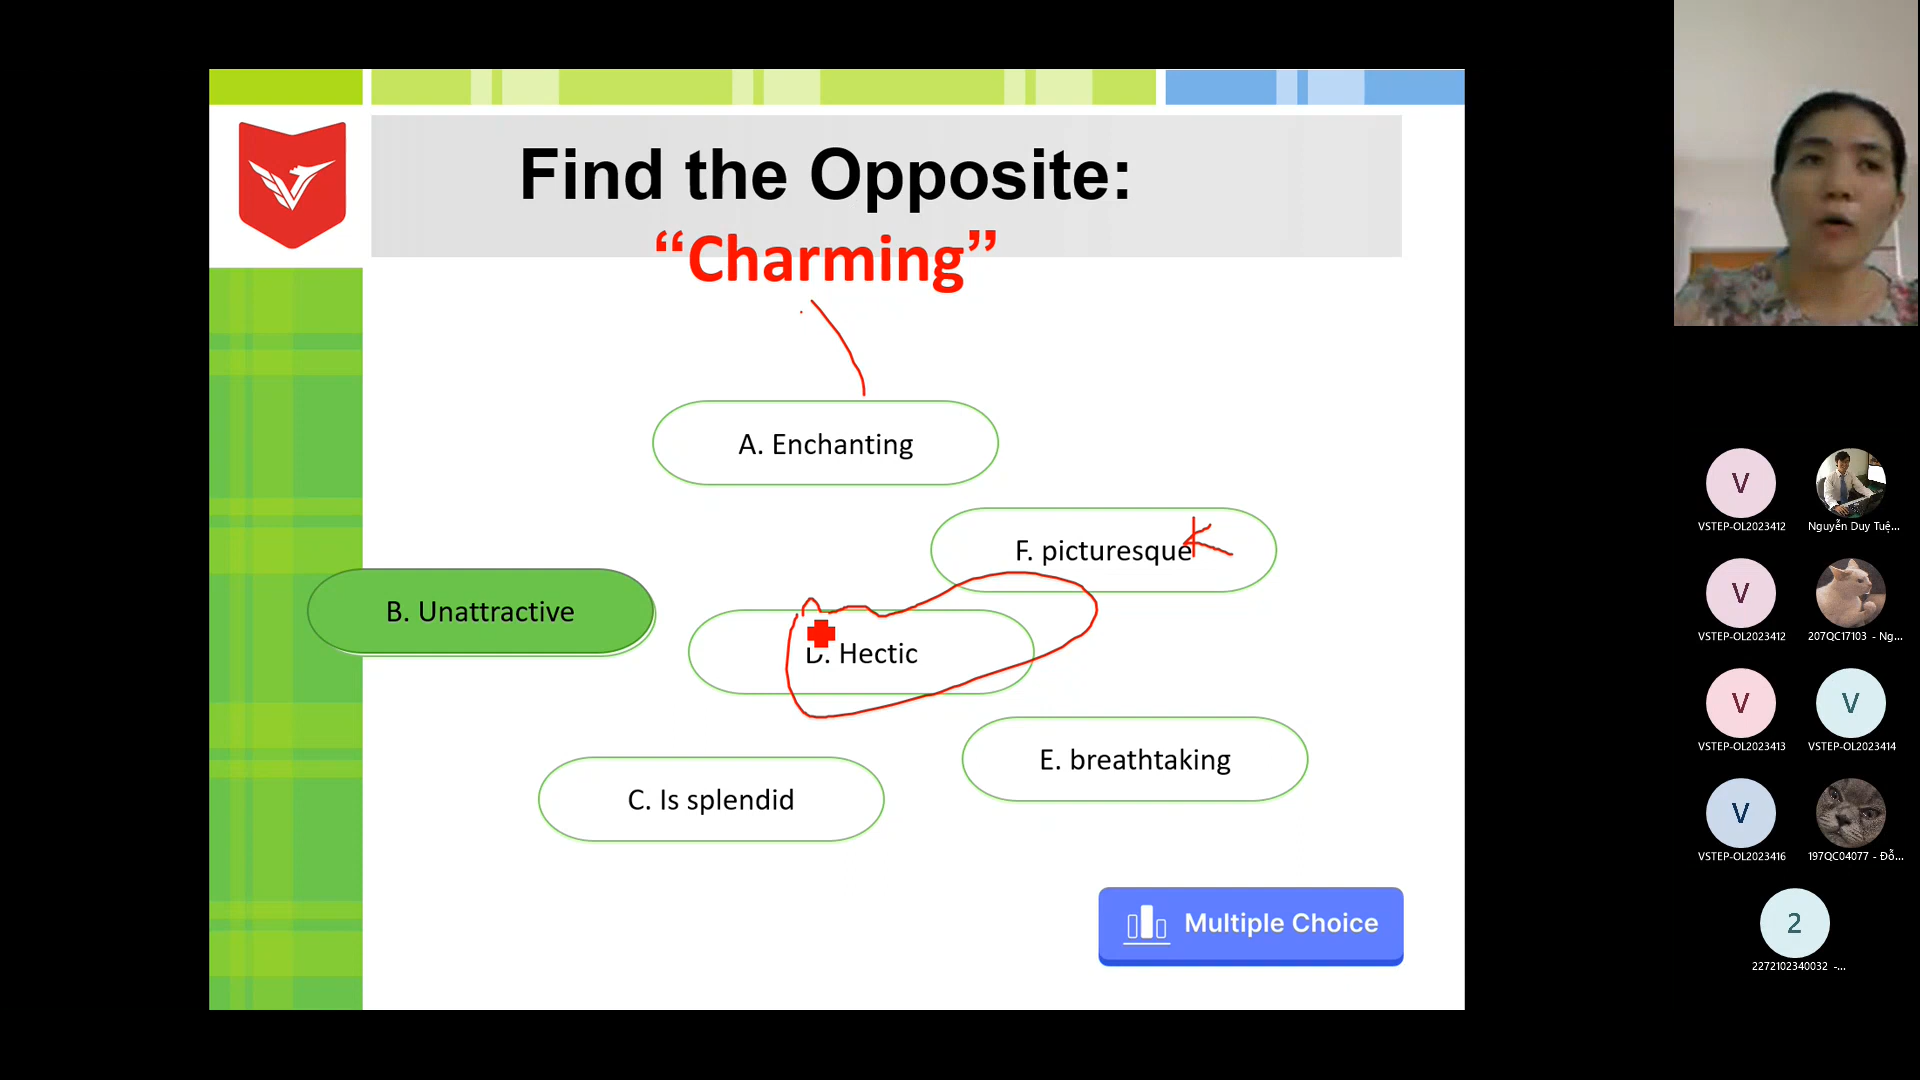 Find the Opposite:
“Charming”
A. Enchanting
F. picturesque
K
B. Unattractive
D. Hectic
E. breathtaking
C. Is splendid
Multiple Choice
V
VSTEP-OL2023412
Nguyễn Duy Tuệ...
V
VSTEP-OL2023412
207QC17103 - Ng...
V
VSTEP-OL2023413
V
VSTEP-OL2023414
V
VSTEP-OL2023416
197QC04077 - Đỗ...
2
2272102340032 -...